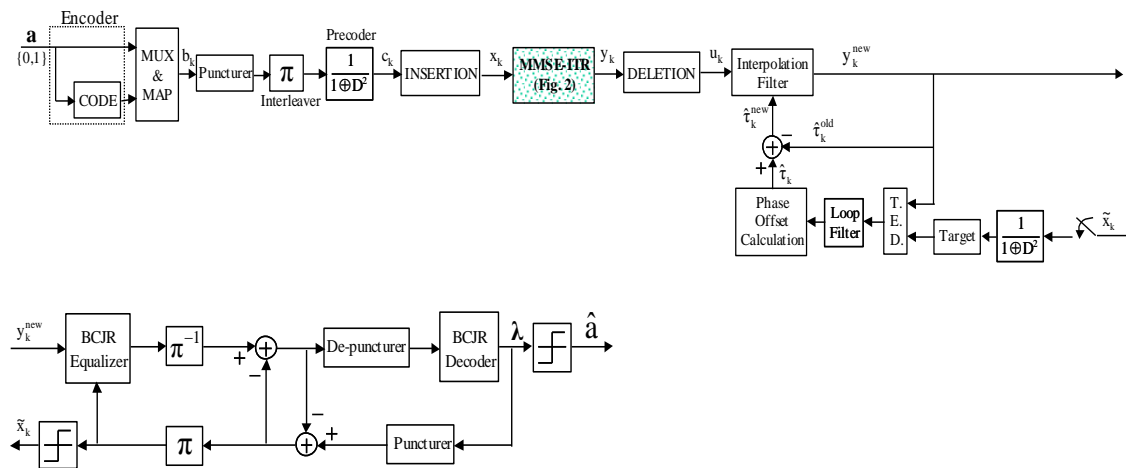 Encoder
a
{0,1}
CODE
MUX
&
MAP
b_k
Puncturer
π
Interleaver
Precoder
1
1⊕D²
c_k
INSERTION
x_k
MMSE-ITR
(Fig. 2)
y_k
DELETION
u_k
Interpolation
Filter
y_k^new
τ̂_k^new
−
τ̂_k^old
+
+
τ̂_k
Phase
Offset
Calculation
Loop
Filter
T.
E.
D.
Target
1
1⊕D²
x̃_k
y_k^new
BCJR
Equalizer
π⁻¹
+
+
−
De-puncturer
BCJR
Decoder
λ
â
−
x̃_k
π
+
+
Puncturer